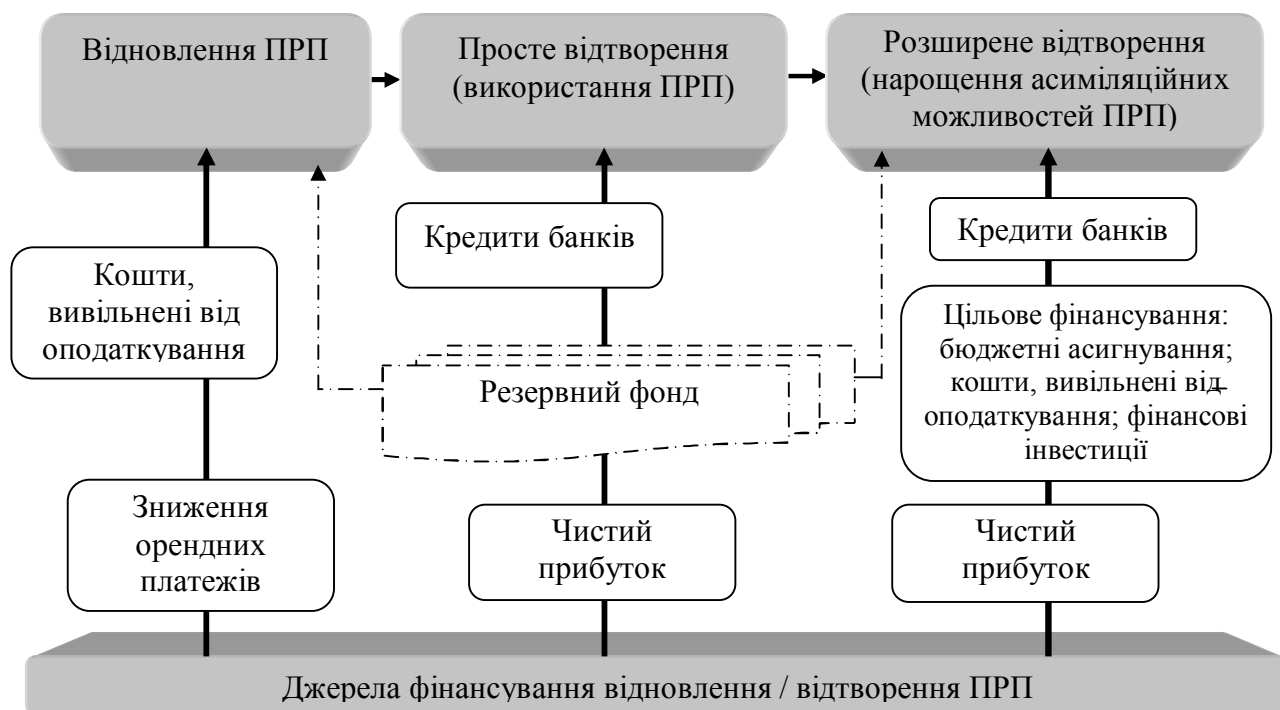 Відновлення ПРП
Просте відтворення
(використання ПРП)
Розширене відтворення
(нарощення асиміляційних
можливостей ПРП)
Кошти,
вивільнені від
оподаткування
Кредити банків
Кредити банків
Цільове фінансування:
бюджетні асигнування;
кошти, вивільнені від
оподаткування; фінансові
інвестиції
Резервний фонд
Зниження
орендних
платежів
Чистий
прибуток
Чистий
прибуток
Джерела фінансування відновлення / відтворення ПРП